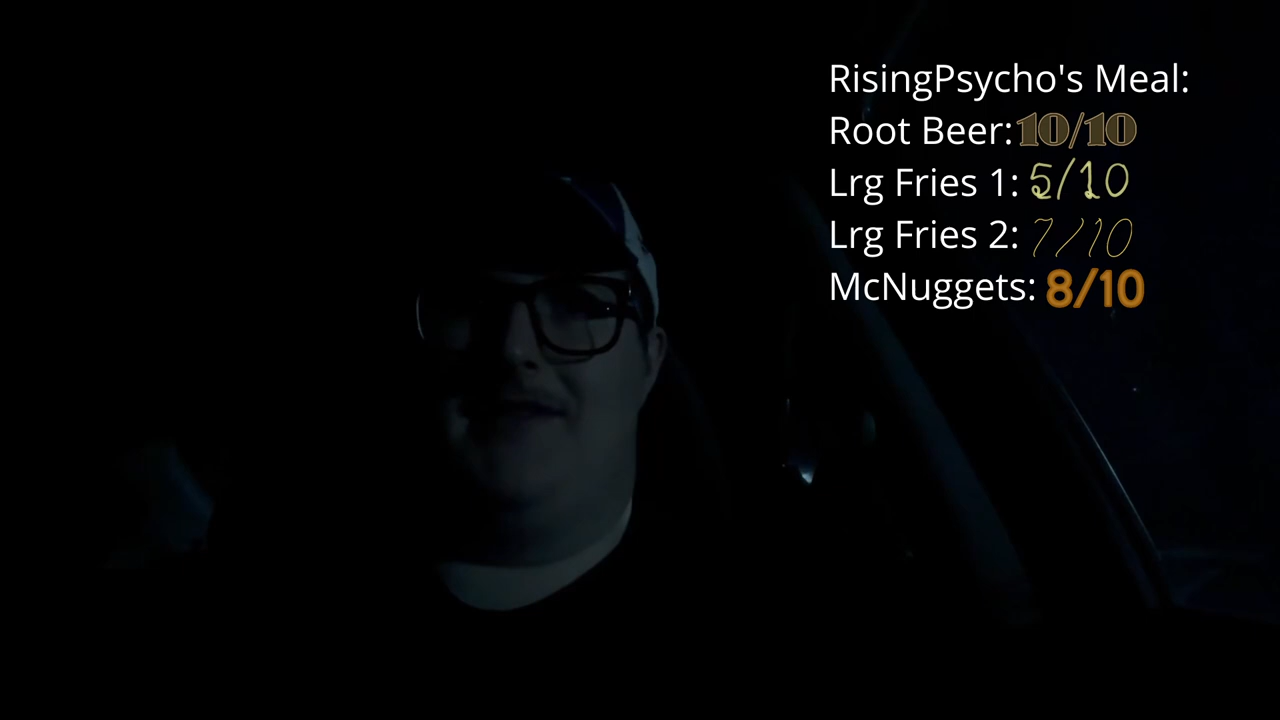 RisingPsycho's Meal:
Root Beer: 10/10
Lrg Fries 1: 5/10
Lrg Fries 2: 7/10
McNuggets: 8/10